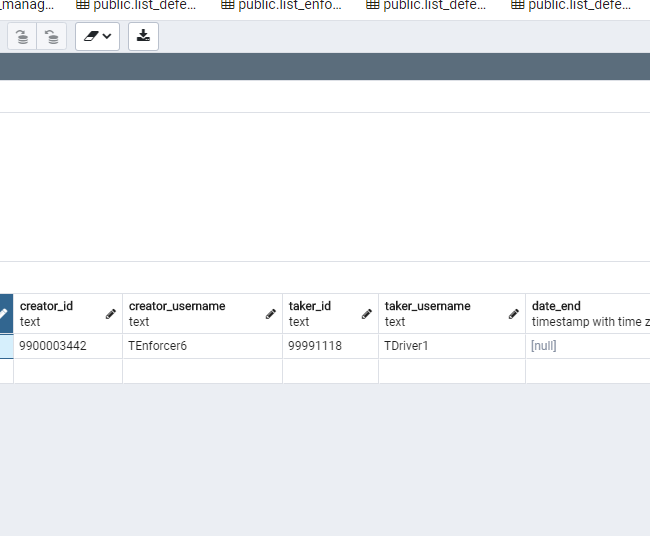 _manag... public.list_defe... public.list_enfo... public.list_defe... public.list_defe...
creator_id creator_username taker_id taker_username date_end
text text text text timestamp with time z
9900003442 TEnforcer6 99991118 TDriver1 [null]